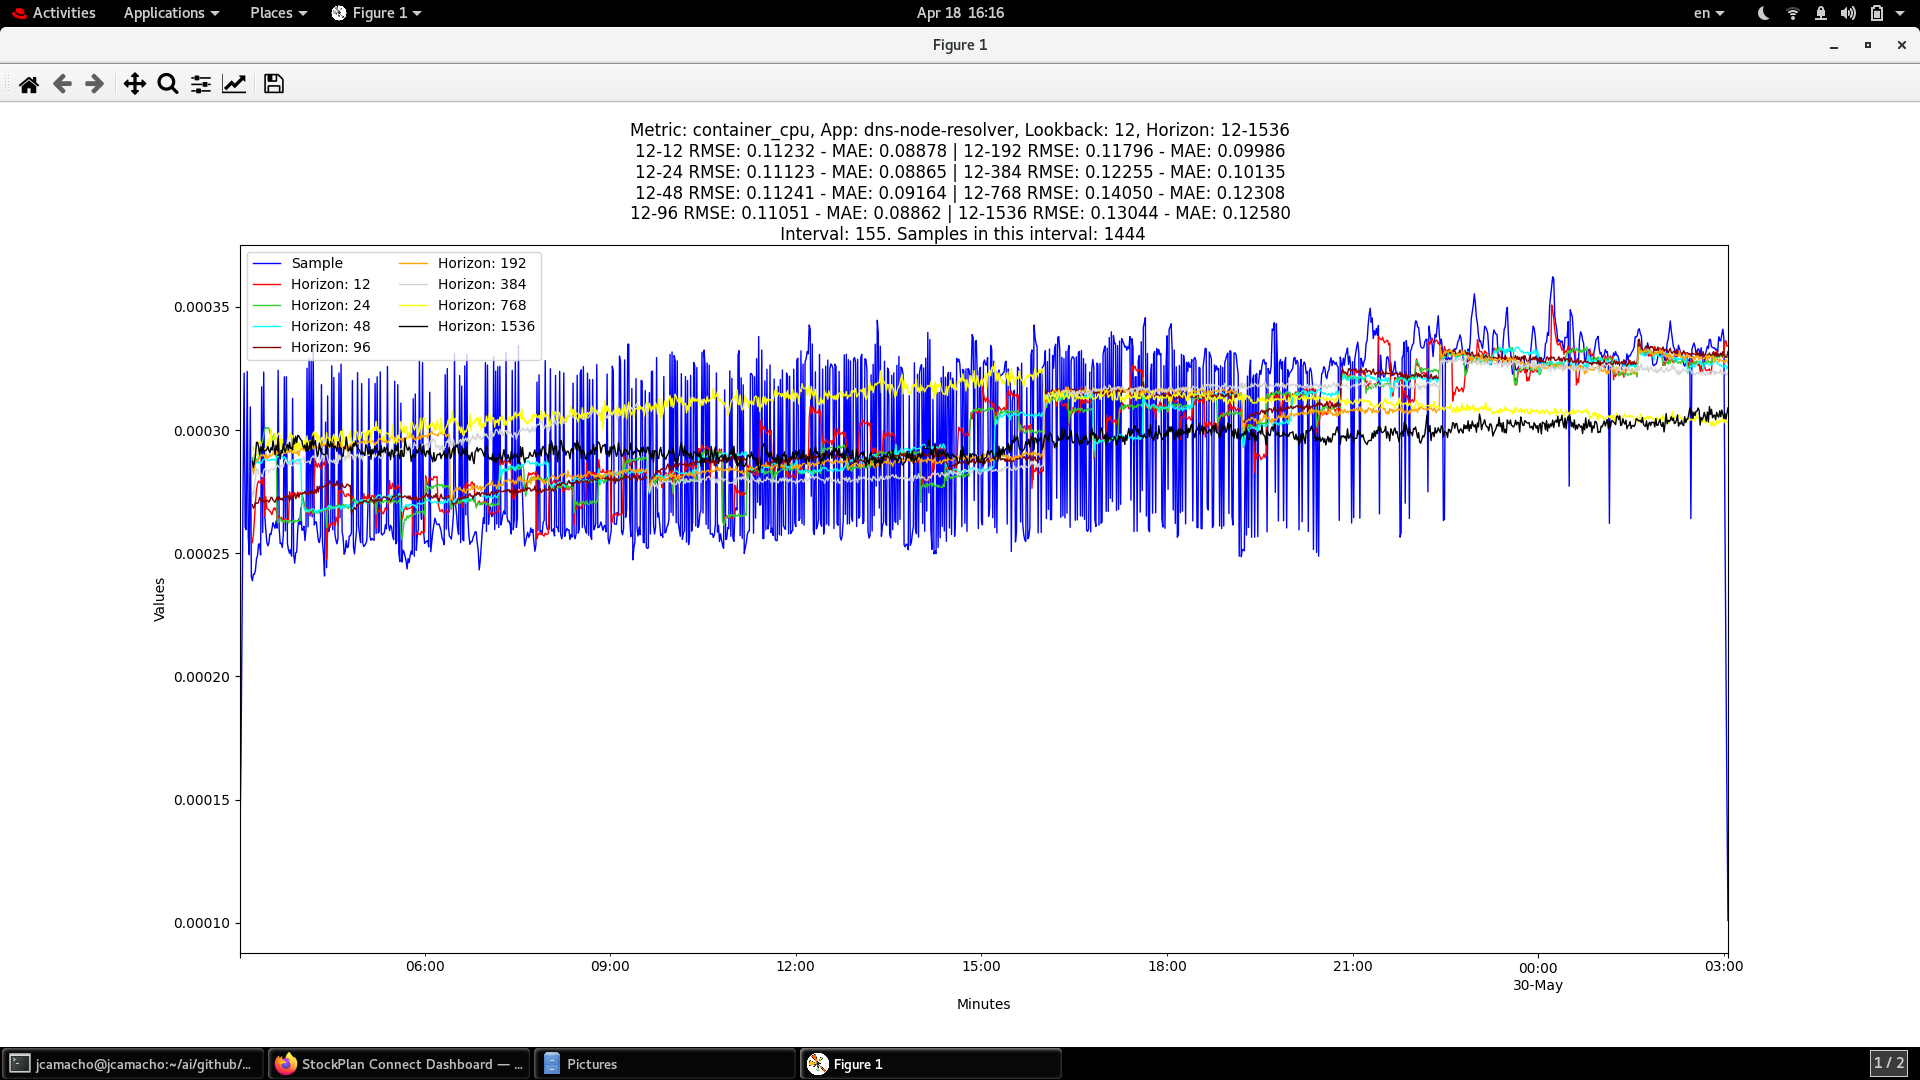 Activities Applications Places Figure 1 Apr 18 16:16 en
Figure 1
Metric: container_cpu, App: dns-node-resolver, Lookback: 12, Horizon: 12-1536
12-12 RMSE: 0.11232 - MAE: 0.08878 | 12-192 RMSE: 0.11796 - MAE: 0.09986
12-24 RMSE: 0.11123 - MAE: 0.08865 | 12-384 RMSE: 0.12255 - MAE: 0.10135
12-48 RMSE: 0.11241 - MAE: 0.09164 | 12-768 RMSE: 0.14050 - MAE: 0.12308
12-96 RMSE: 0.11051 - MAE: 0.08862 | 12-1536 RMSE: 0.13044 - MAE: 0.12580
Interval: 155. Samples in this interval: 1444
Sample
Horizon: 12
Horizon: 24
Horizon: 48
Horizon: 96
Horizon: 192
Horizon: 384
Horizon: 768
Horizon: 1536
0.00035
0.00030
0.00025
0.00020
0.00015
0.00010
Values
06:00 09:00 12:00 15:00 18:00 21:00 00:00 03:00
30-May
Minutes
jcamacho@jcamacho:~/ai/github/... StockPlan Connect Dashboard — ... Pictures Figure 1 1 / 2